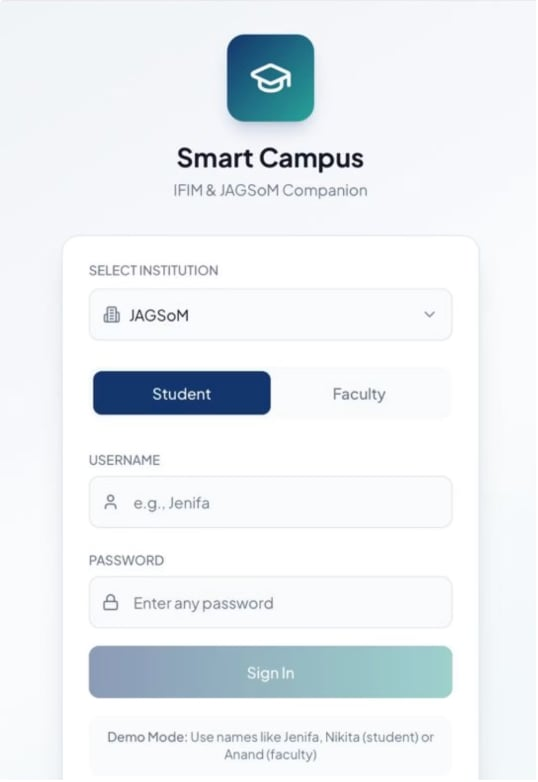 Smart Campus
IFIM & JAGSoM Companion
SELECT INSTITUTION
JAGSoM
Student
Faculty
USERNAME
e.g., Jenifa
PASSWORD
Enter any password
Sign In
Demo Mode: Use names like Jenifa, Nikita (student) or
Anand (faculty)